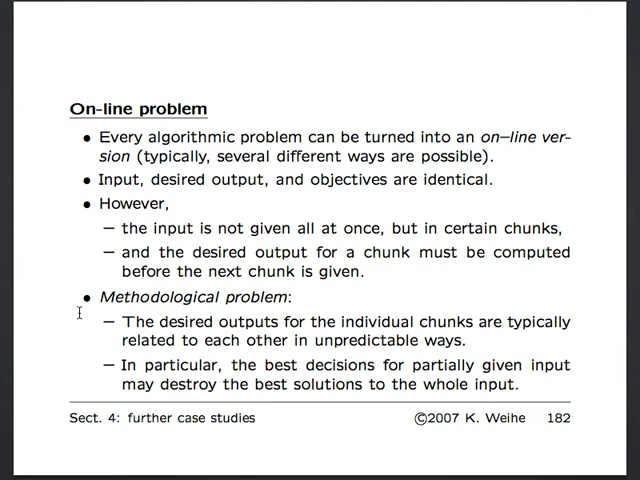 On-line problem
• Every algorithmic problem can be turned into an on–line ver-
sion (typically, several different ways are possible).
• Input, desired output, and objectives are identical.
• However,
– the input is not given all at once, but in certain chunks,
– and the desired output for a chunk must be computed
before the next chunk is given.
• Methodological problem:
– The desired outputs for the individual chunks are typically
related to each other in unpredictable ways.
– In particular, the best decisions for partially given input
may destroy the best solutions to the whole input.
Sect. 4: further case studies ©2007 K. Weihe 182